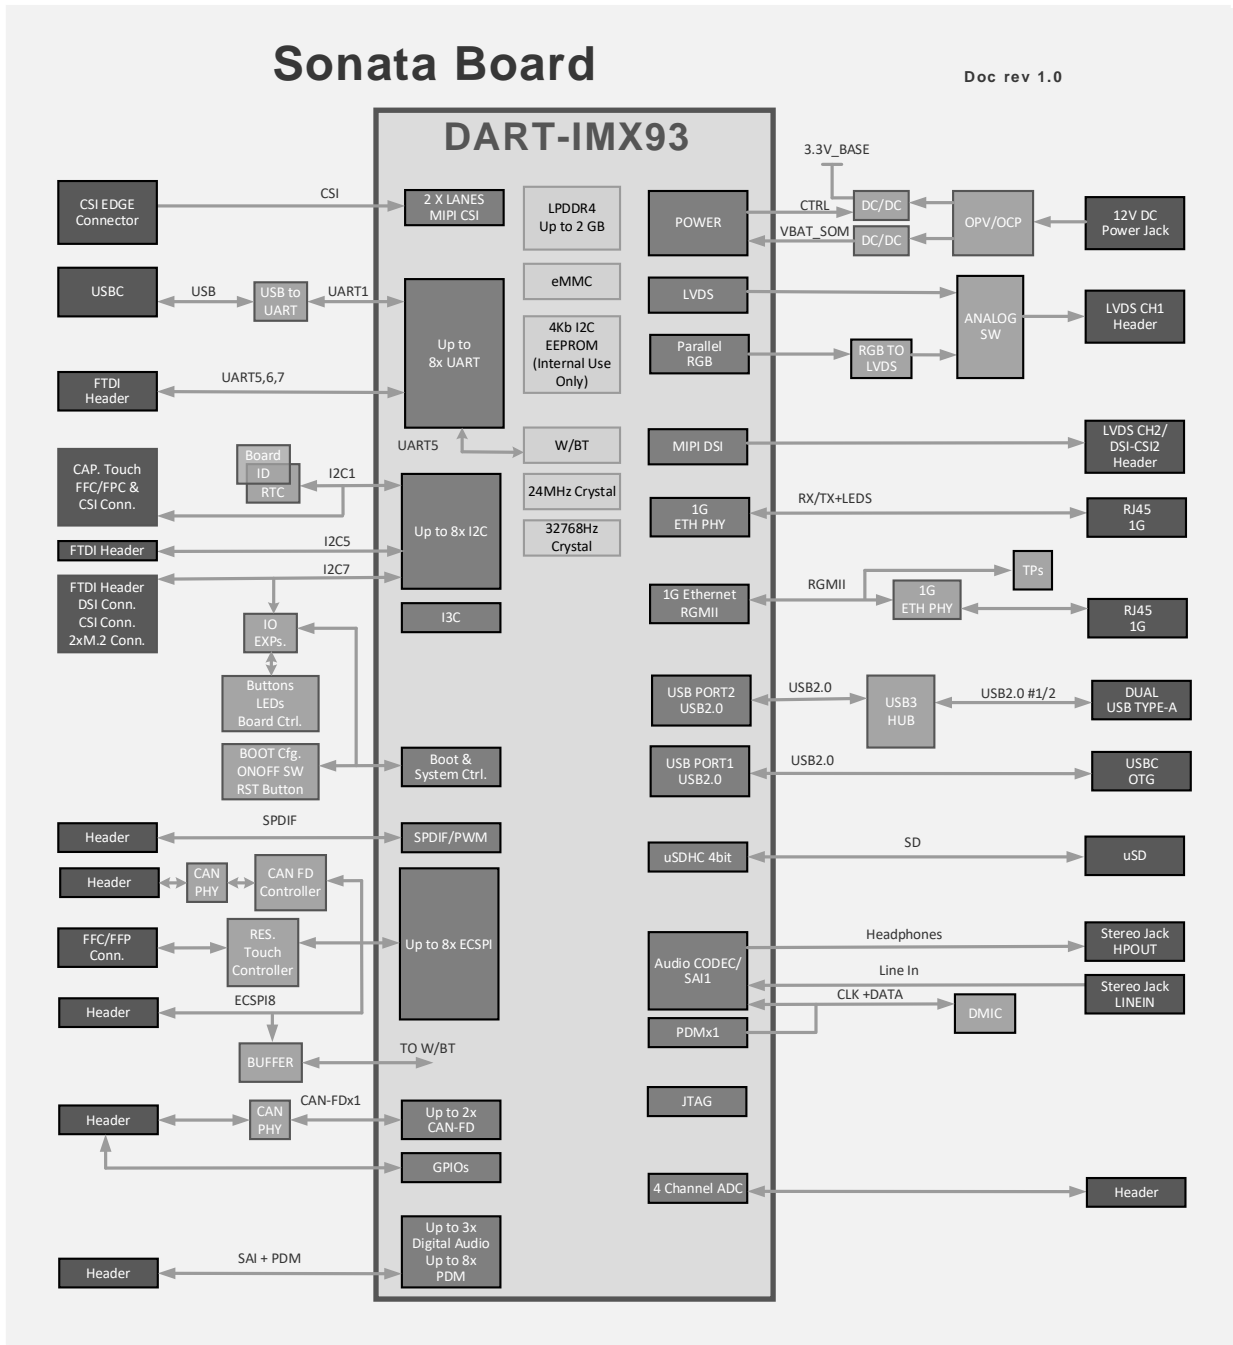 Sonata Board
Doc rev 1.0
DART-IMX93
CSI EDGE
Connector
CSI
2 X LANES
MIPI CSI
LPDDR4
Up to 2 GB
USBC
USB
USB to
UART
UART1
eMMC
Up to
8x UART
4Kb I2C
EEPROM
(Internal Use
Only)
FTDI
Header
UART5,6,7
UART5
W/BT
CAP. Touch
FFC/FPC &
CSI Conn.
Board
ID
RTC
I2C1
24MHz Crystal
Up to 8x I2C
32768Hz
Crystal
FTDI Header
I2C5
I2C7
FTDI Header
DSI Conn.
CSI Conn.
2xM.2 Conn.
I3C
IO
EXPs.
Buttons
LEDs
Board Ctrl.
BOOT Cfg.
ONOFF SW
RST Button
Boot &
System Ctrl.
Header
SPDIF
SPDIF/PWM
Header
CAN
PHY
CAN FD
Controller
Up to 8x ECSPI
FFC/FFP
Conn.
RES.
Touch
Controller
Header
ECSPI8
BUFFER
TO W/BT
Header
CAN
PHY
CAN-FDx1
Up to 2x
CAN-FD
GPIOs
Header
SAI + PDM
Up to 3x
Digital Audio
Up to 8x
PDM
3.3V_BASE
POWER
CTRL
VBAT_SOM
DC/DC
DC/DC
OPV/OCP
12V DC
Power Jack
LVDS
ANALOG
SW
LVDS CH1
Header
Parallel
RGB
RGB TO
LVDS
MIPI DSI
LVDS CH2/
DSI-CSI2
Header
1G
ETH PHY
RX/TX+LEDS
RJ45
1G
1G Ethernet
RGMII
RGMII
TPs
1G
ETH PHY
RJ45
1G
USB PORT2
USB2.0
USB2.0
USB3
HUB
USB2.0 #1/2
DUAL
USB TYPE-A
USB PORT1
USB2.0
USB2.0
USBC
OTG
uSDHC 4bit
SD
uSD
Audio CODEC/
SAI1
Headphones
Stereo Jack
HPOUT
Line In
Stereo Jack
LINEIN
CLK +DATA
DMIC
PDMx1
JTAG
4 Channel ADC
Header